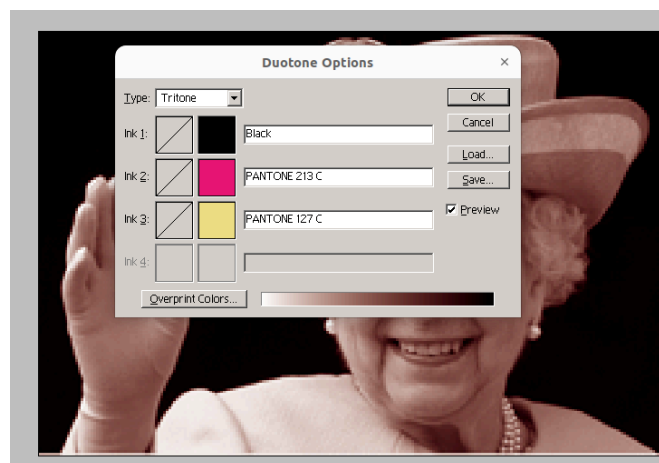 Duotone Options ×
Type: Tritone
OK
Ink 1: Black
Cancel
Load...
Ink 2: PANTONE 213 C
Save...
Preview
Ink 3: PANTONE 127 C
Ink 4:
Overprint Colors...